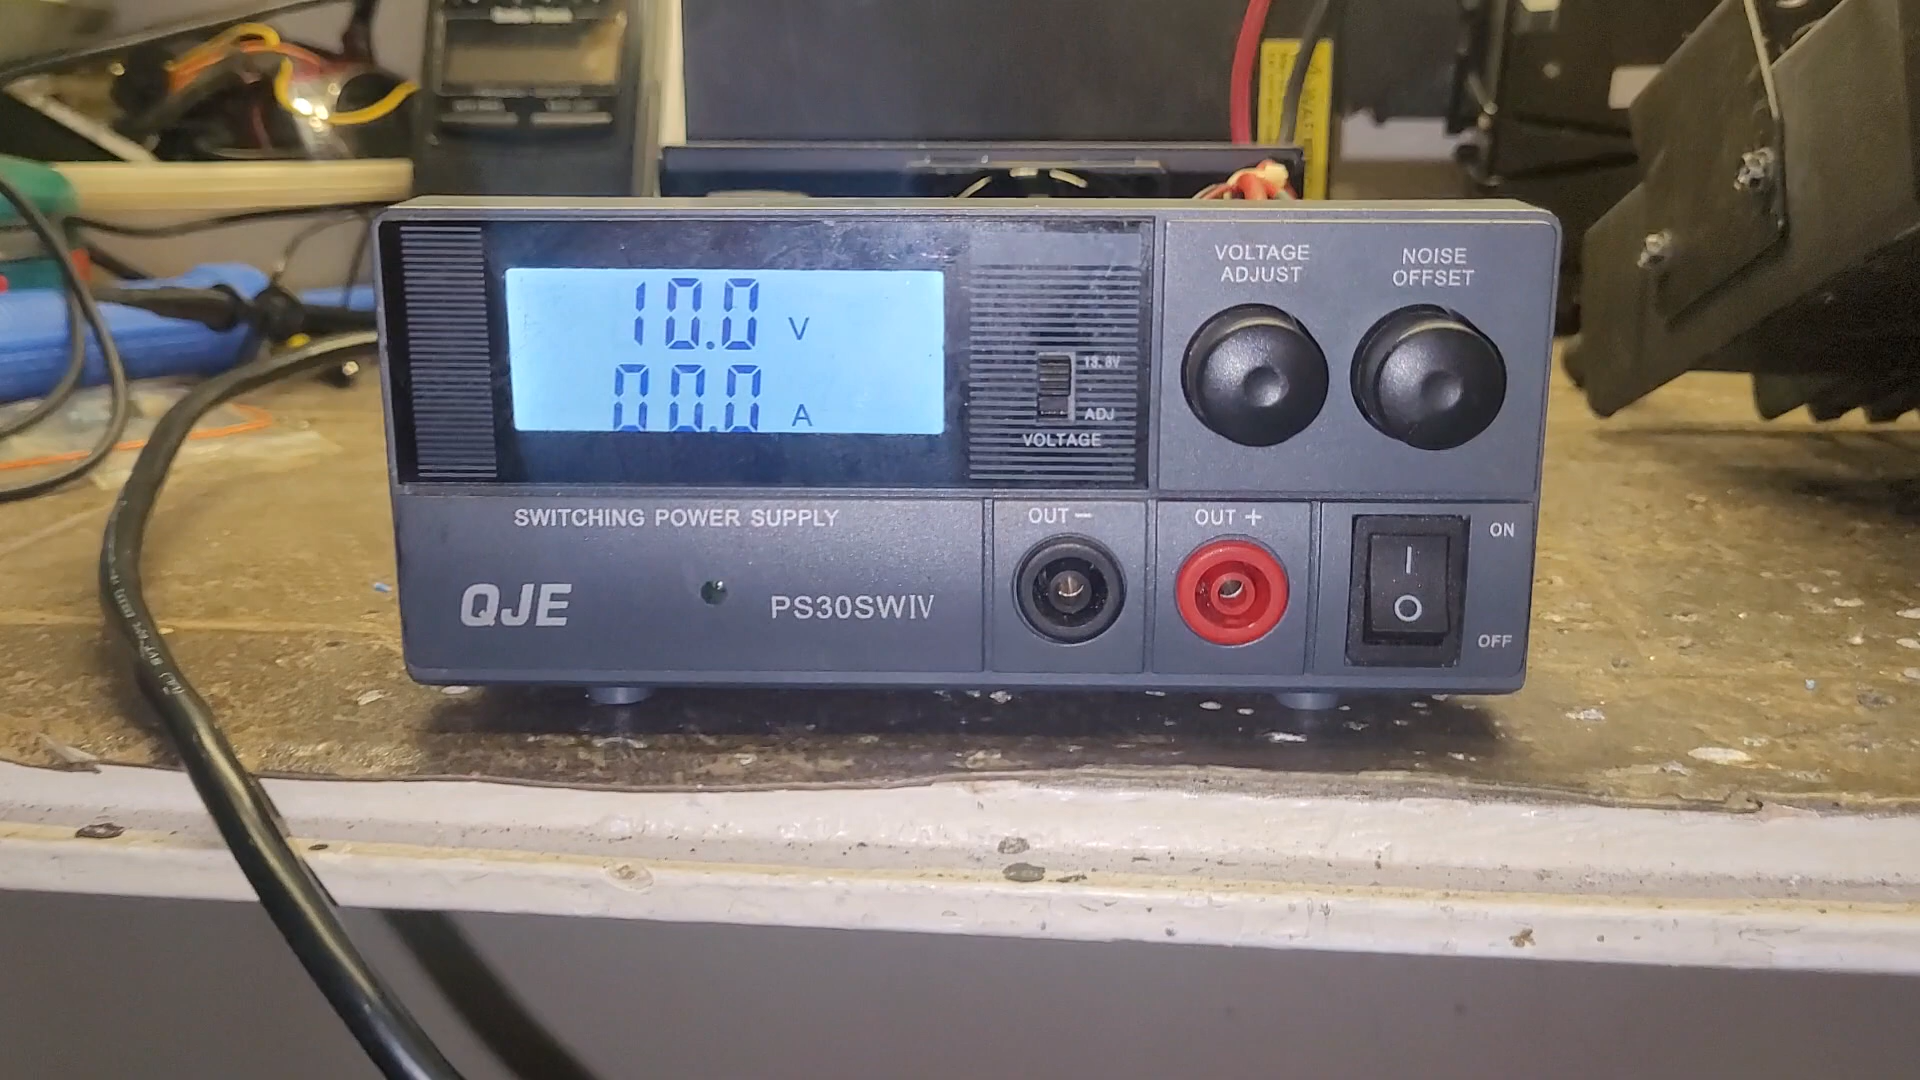 10.0 V
00.0 A
13.8V
ADJ
VOLTAGE
VOLTAGE
ADJUST
NOISE
OFFSET
SWITCHING POWER SUPPLY
QJE
PS30SWIV
OUT −
OUT +
I
O
ON
OFF